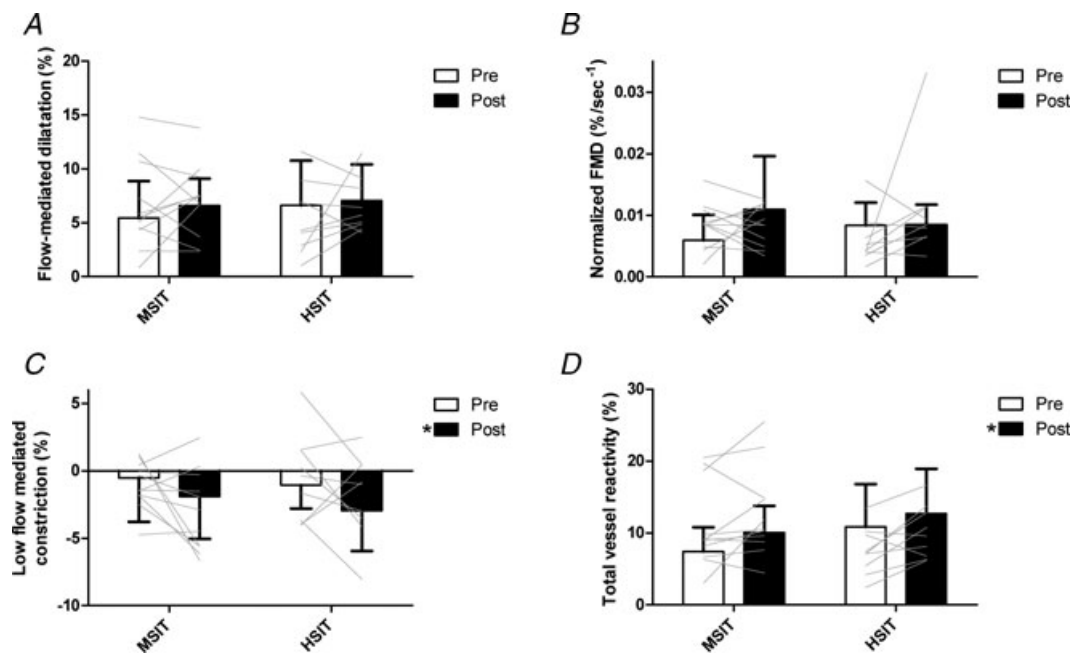 A
Flow-mediated dilatation (%)
20
15
10
5
0
MSIT
HSIT
Pre
Post
B
Normalized FMD (%/sec⁻¹)
0.03
0.02
0.01
0.00
MSIT
HSIT
Pre
Post
C
Low flow mediated
constriction (%)
5
0
-5
-10
MSIT
HSIT
Pre
*Post
D
Total vessel reactivity (%)
30
20
10
0
MSIT
HSIT
Pre
*Post